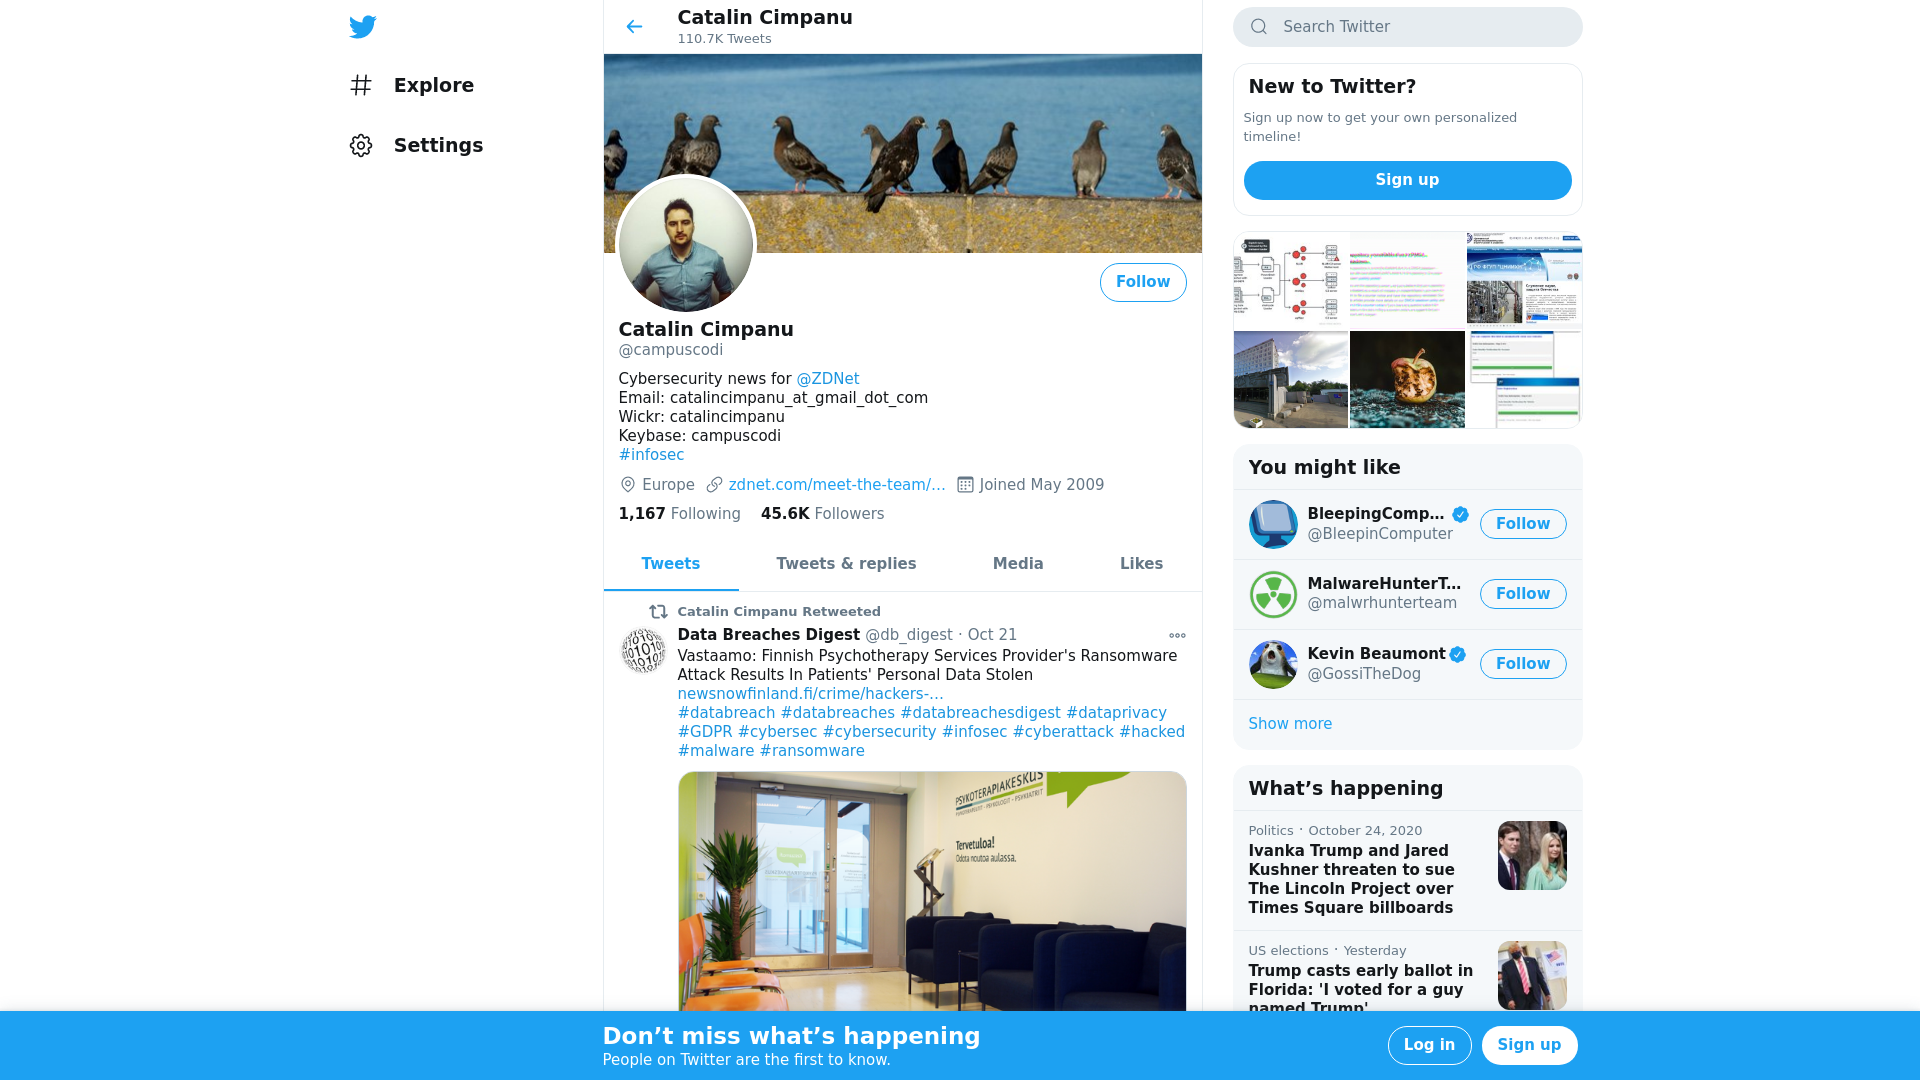 Explore
Settings
Catalin Cimpanu
110.7K Tweets
Follow
Catalin Cimpanu
@campuscodi
Cybersecurity news for @ZDNet
Email: catalincimpanu_at_gmail_dot_com
Wickr: catalincimpanu
Keybase: campuscodi
#infosec
Europe zdnet.com/meet-the-team/… Joined May 2009
1,167 Following 45.6K Followers
Tweets Tweets & replies Media Likes
Catalin Cimpanu Retweeted
Data Breaches Digest @db_digest · Oct 21
Vastaamo: Finnish Psychotherapy Services Provider's Ransomware
Attack Results In Patients' Personal Data Stolen
newsnowfinland.fi/crime/hackers-…
#databreach #databreaches #databreachesdigest #dataprivacy
#GDPR #cybersec #cybersecurity #infosec #cyberattack #hacked
#malware #ransomware
PSYKOTERAPIAKESKUS
Tervetuloa!
Odota noutoa aulassa.
Search Twitter
New to Twitter?
Sign up now to get your own personalized
timeline!
Sign up
You might like
BleepingComp…
@BleepinComputer
Follow
MalwareHunterT…
@malwrhunterteam
Follow
Kevin Beaumont
@GossiTheDog
Follow
Show more
What’s happening
Politics · October 24, 2020
Ivanka Trump and Jared
Kushner threaten to sue
The Lincoln Project over
Times Square billboards
US elections · Yesterday
Trump casts early ballot in
Florida: 'I voted for a guy
named Trump'
Don’t miss what’s happening
People on Twitter are the first to know.
Log in
Sign up